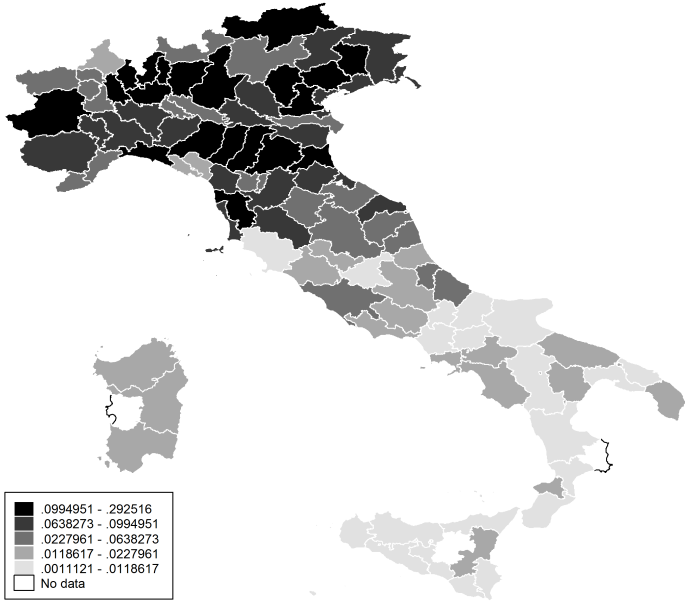 .0994951 - .292516
.0638273 - .0994951
.0227961 - .0638273
.0118617 - .0227961
.0011121 - .0118617
No data